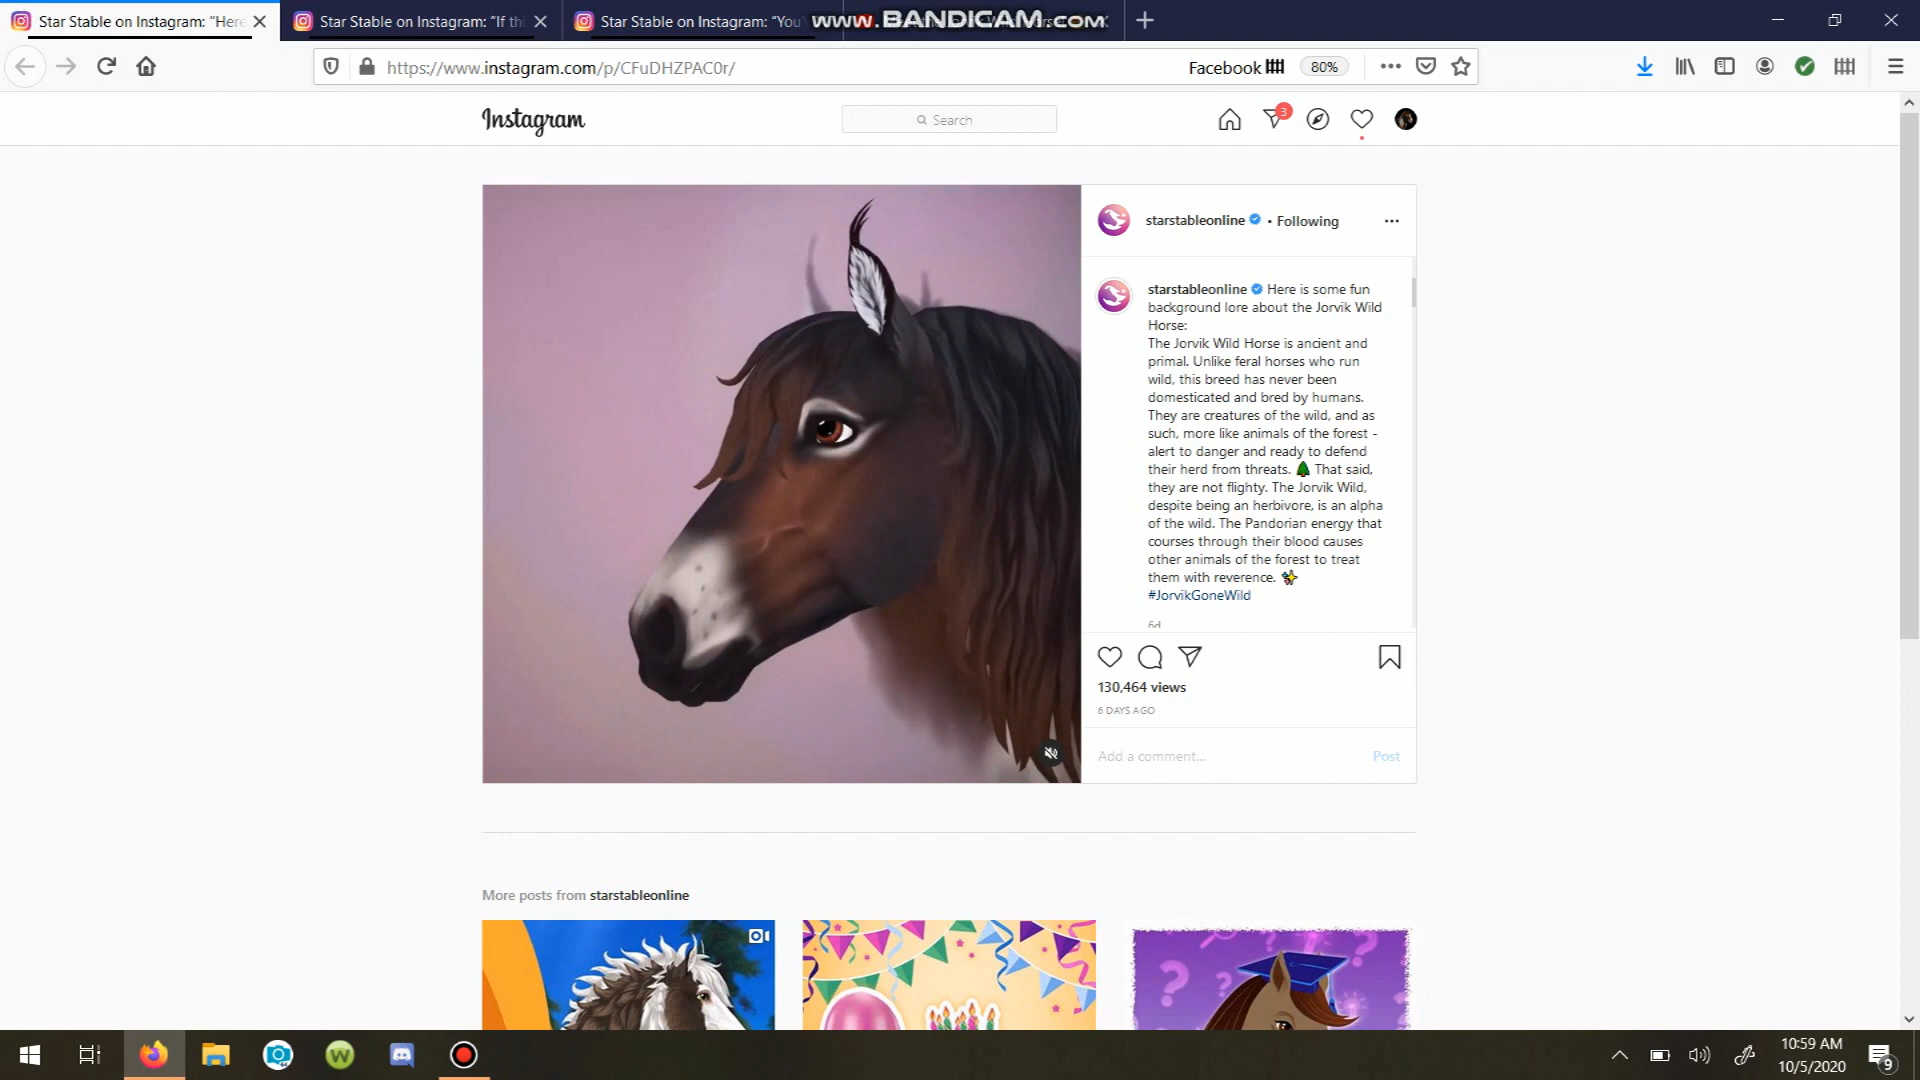 Star Stable on Instagram: “Here
Star Stable on Instagram: “If thi
Star Stable on Instagram: “You'
www.BANDICAM.com
https://www.instagram.com/p/CFuDHZPAC0r/
Facebook
80%
Instagram
Search
3
starstableonline • Following
starstableonline Here is some fun
background lore about the Jorvik Wild
Horse:
The Jorvik Wild Horse is ancient and
primal. Unlike feral horses who run
wild, this breed has never been
domesticated and bred by humans.
They are creatures of the wild, and as
such, more like animals of the forest -
alert to danger and ready to defend
their herd from threats. 🌲 That said,
they are not flighty. The Jorvik Wild,
despite being an herbivore, is an alpha
of the wild. The Pandorian energy that
courses through their blood causes
other animals of the forest to treat
them with reverence. ✨
#JorvikGoneWild
6d
130,464 views
6 DAYS AGO
Add a comment...
Post
More posts from starstableonline
10:59 AM
10/5/2020
9